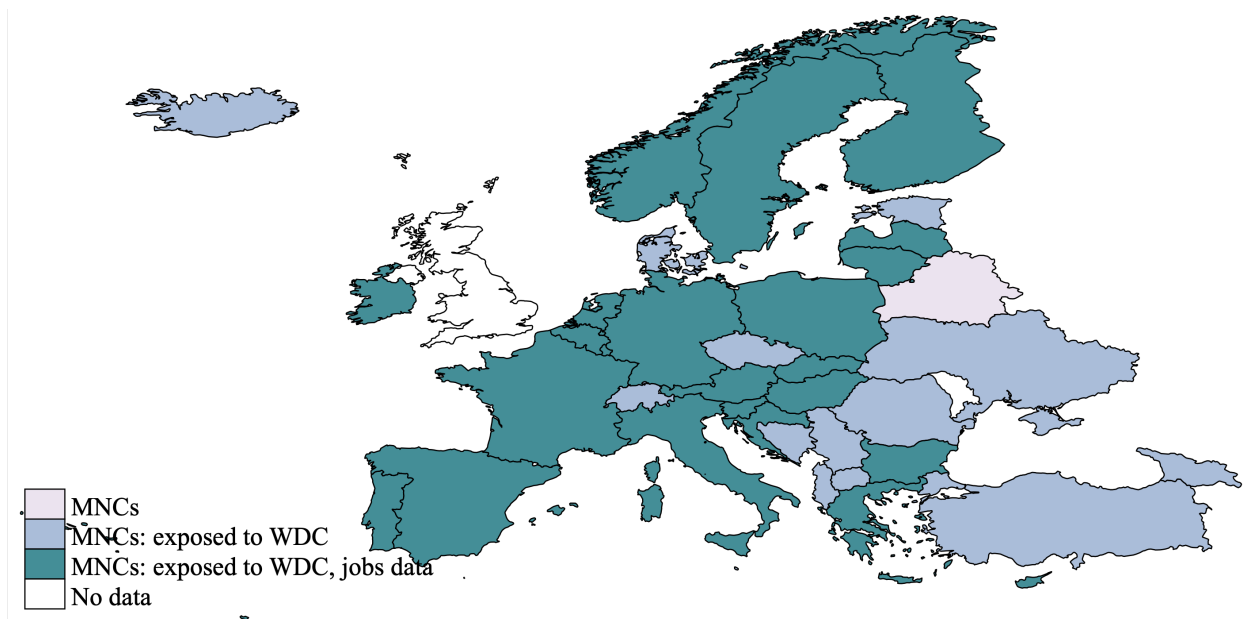 MNCs
MNCs: exposed to WDC
MNCs: exposed to WDC, jobs data
No data